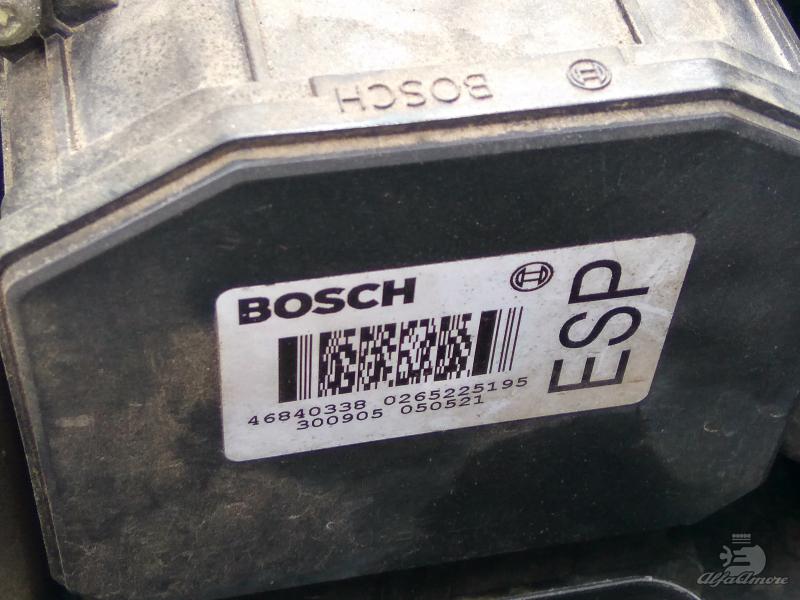 BOSCH
BOSCH
ESP
46840338 0265225195
300905 050521
AlfaAmore